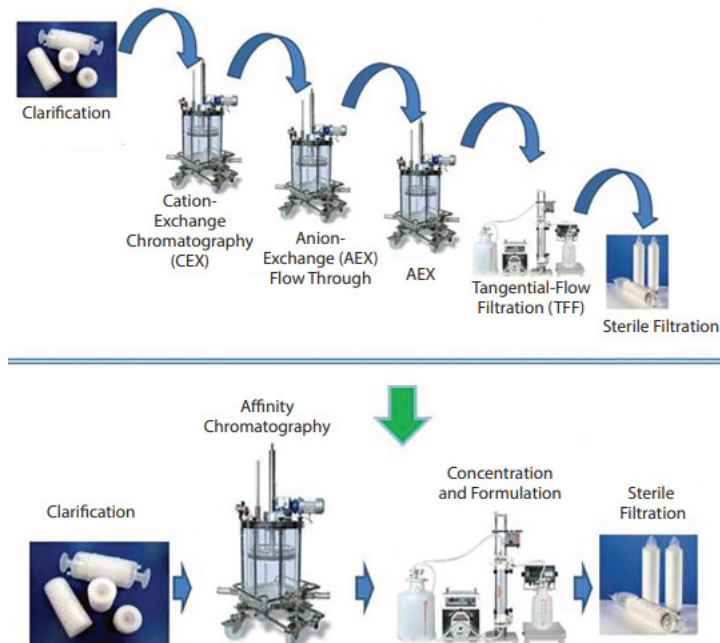 Clarification
Cation-
Exchange
Chromatography
(CEX)
Anion-
Exchange (AEX)
Flow Through
AEX
Tangential-Flow
Filtration (TFF)
Sterile Filtration
Affinity
Chromatography
Clarification
Concentration
and Formulation
Sterile
Filtration